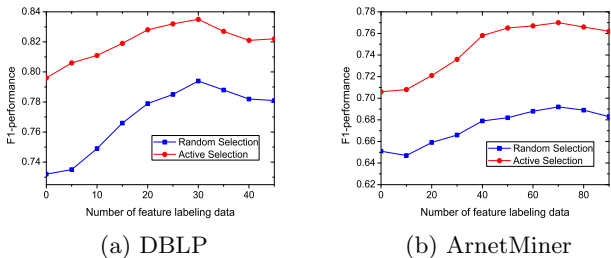 0.84
0.82
0.80
0.78
0.76
0.74
F1-performance
Random Selection
Active Selection
0 10 20 30 40
Number of feature labeling data
(a) DBLP
0.78
0.76
0.74
0.72
0.70
0.68
0.66
0.64
0.62
F1-performance
Random Selection
Active Selection
0 20 40 60 80
Number of feature labeling data
(b) ArnetMiner